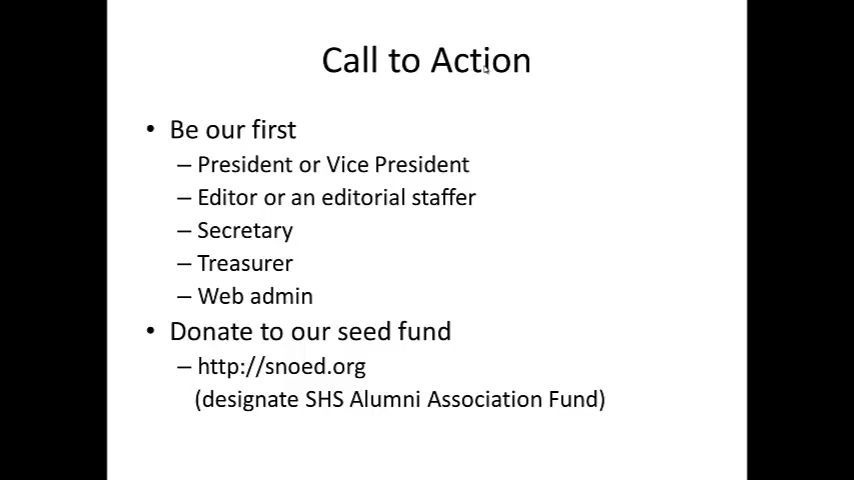 Call to Action
• Be our first
– President or Vice President
– Editor or an editorial staffer
– Secretary
– Treasurer
– Web admin
• Donate to our seed fund
– http://snoed.org
(designate SHS Alumni Association Fund)